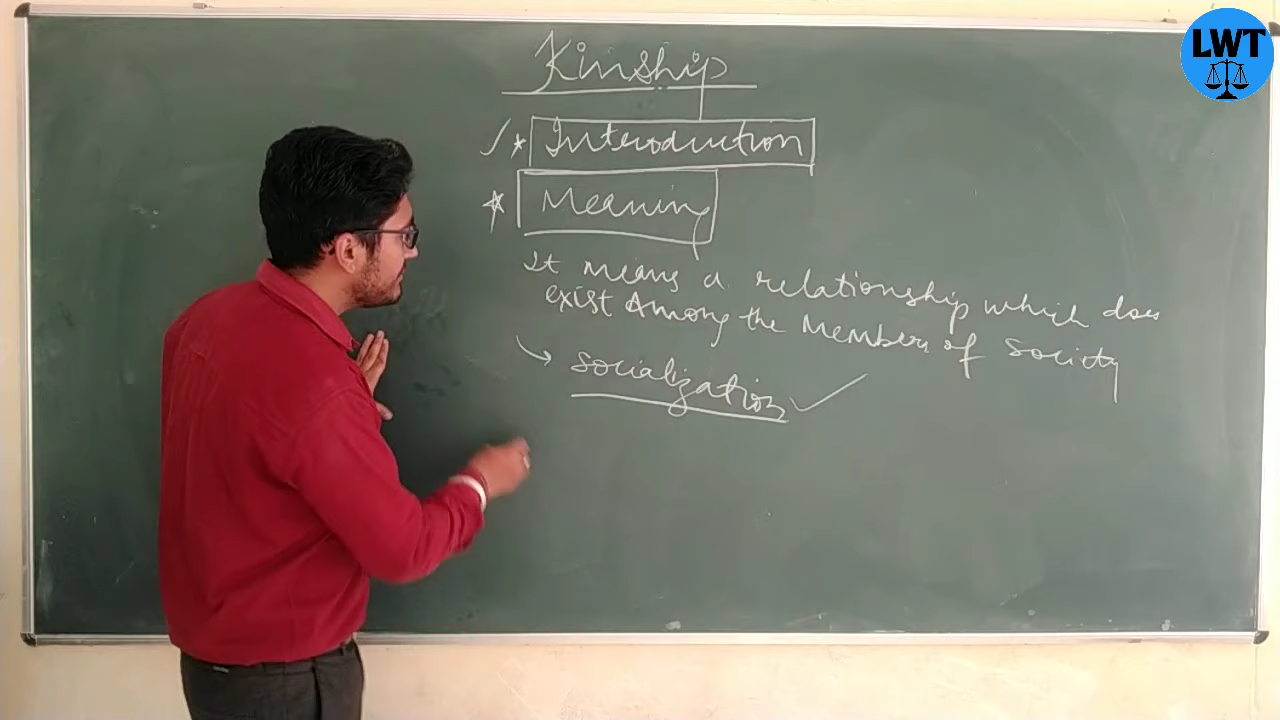 LWT
Kinship
Introduction
Meaning
It means a relationship which does
exist Among the Members of Society
socialization